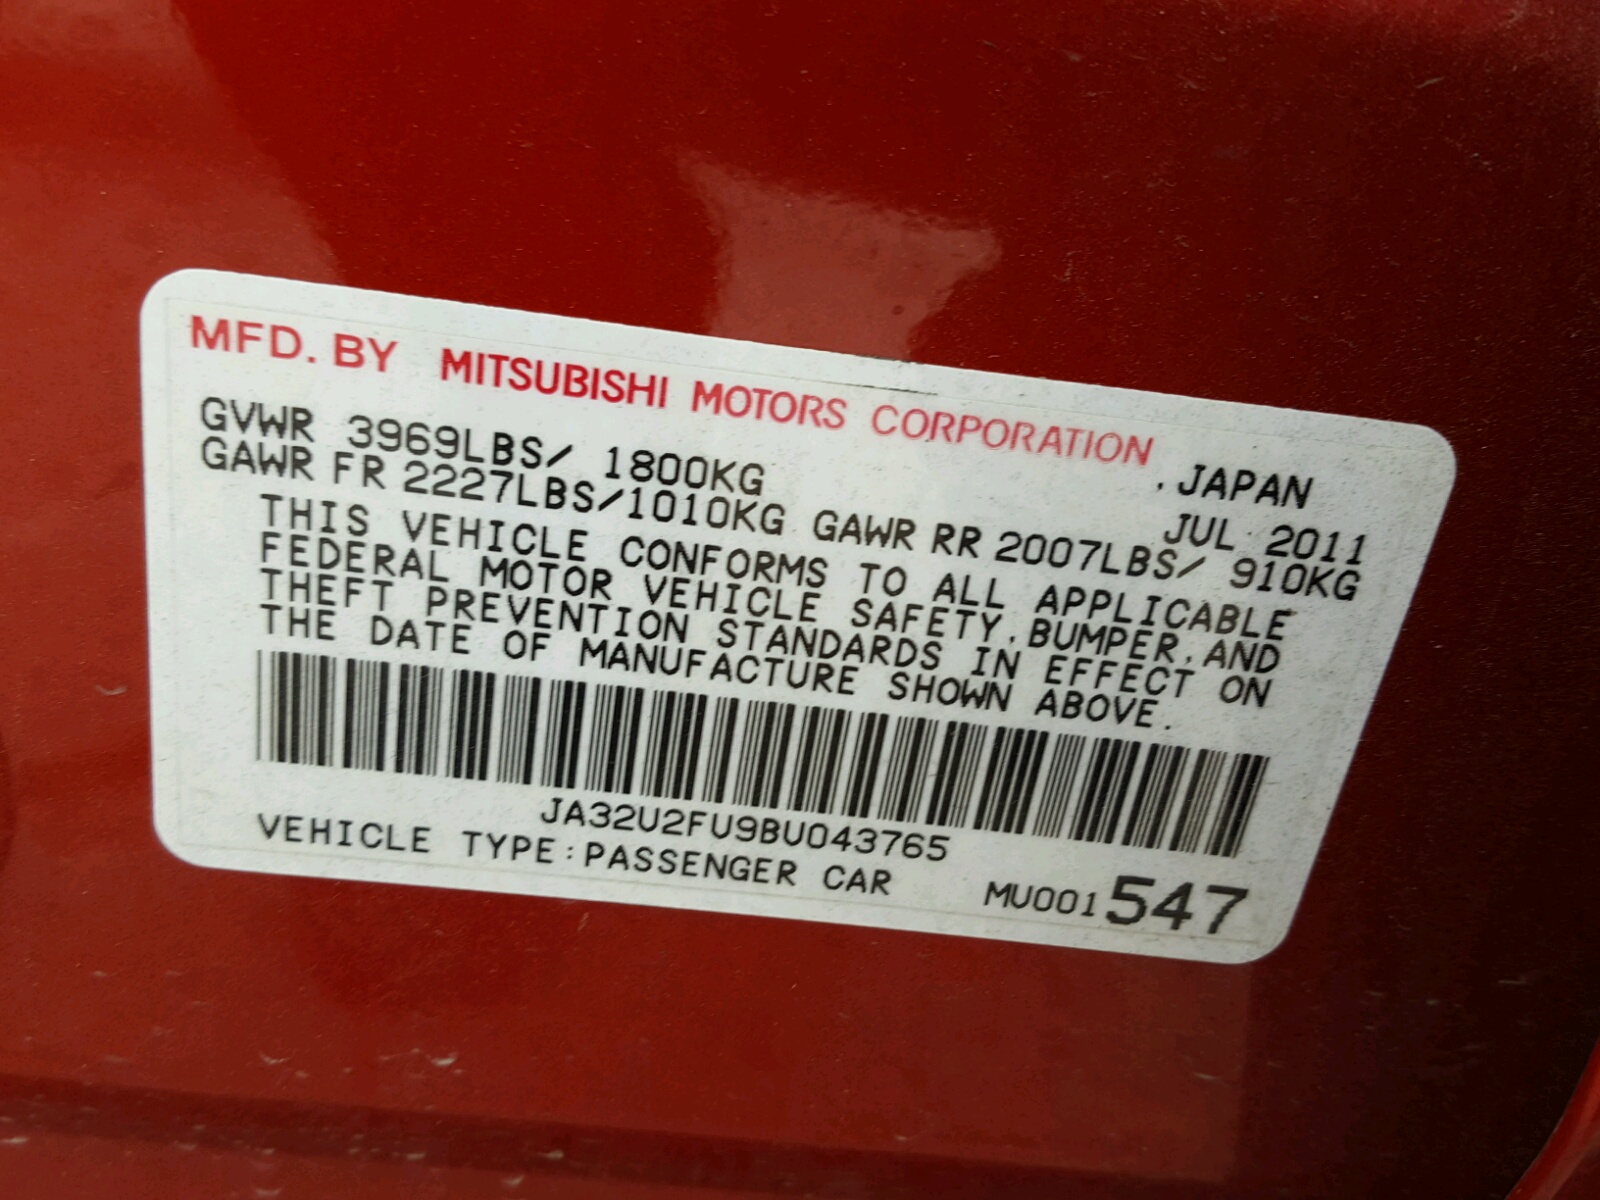 MFD. BY MITSUBISHI MOTORS CORPORATION , JAPAN
GVWR 3969LBS/ 1800KG JUL 2011
GAWR FR 2227LBS/1010KG GAWR RR 2007LBS/ 910KG
THIS VEHICLE CONFORMS TO ALL APPLICABLE
FEDERAL MOTOR VEHICLE SAFETY, BUMPER, AND
THEFT PREVENTION STANDARDS IN EFFECT ON
THE DATE OF MANUFACTURE SHOWN ABOVE.
JA32U2FU9BU043765
VEHICLE TYPE:PASSENGER CAR
MU001547